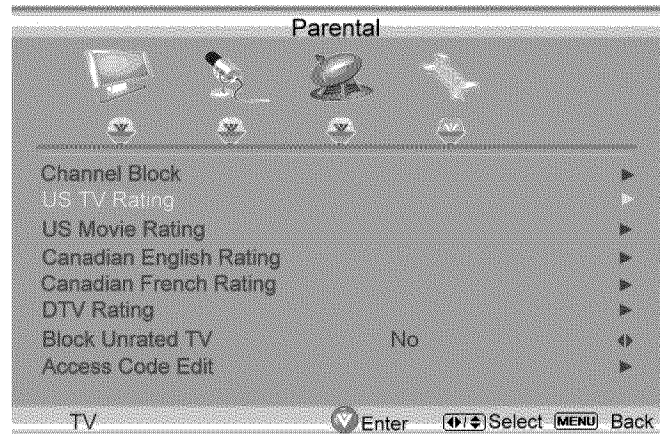 Parental
Channel Block
US TV Rating
US Movie Rating
Canadian English Rating
Canadian French Rating
DTV Rating
Block Unrated TV No
Access Code Edit
TV Enter Select MENU Back